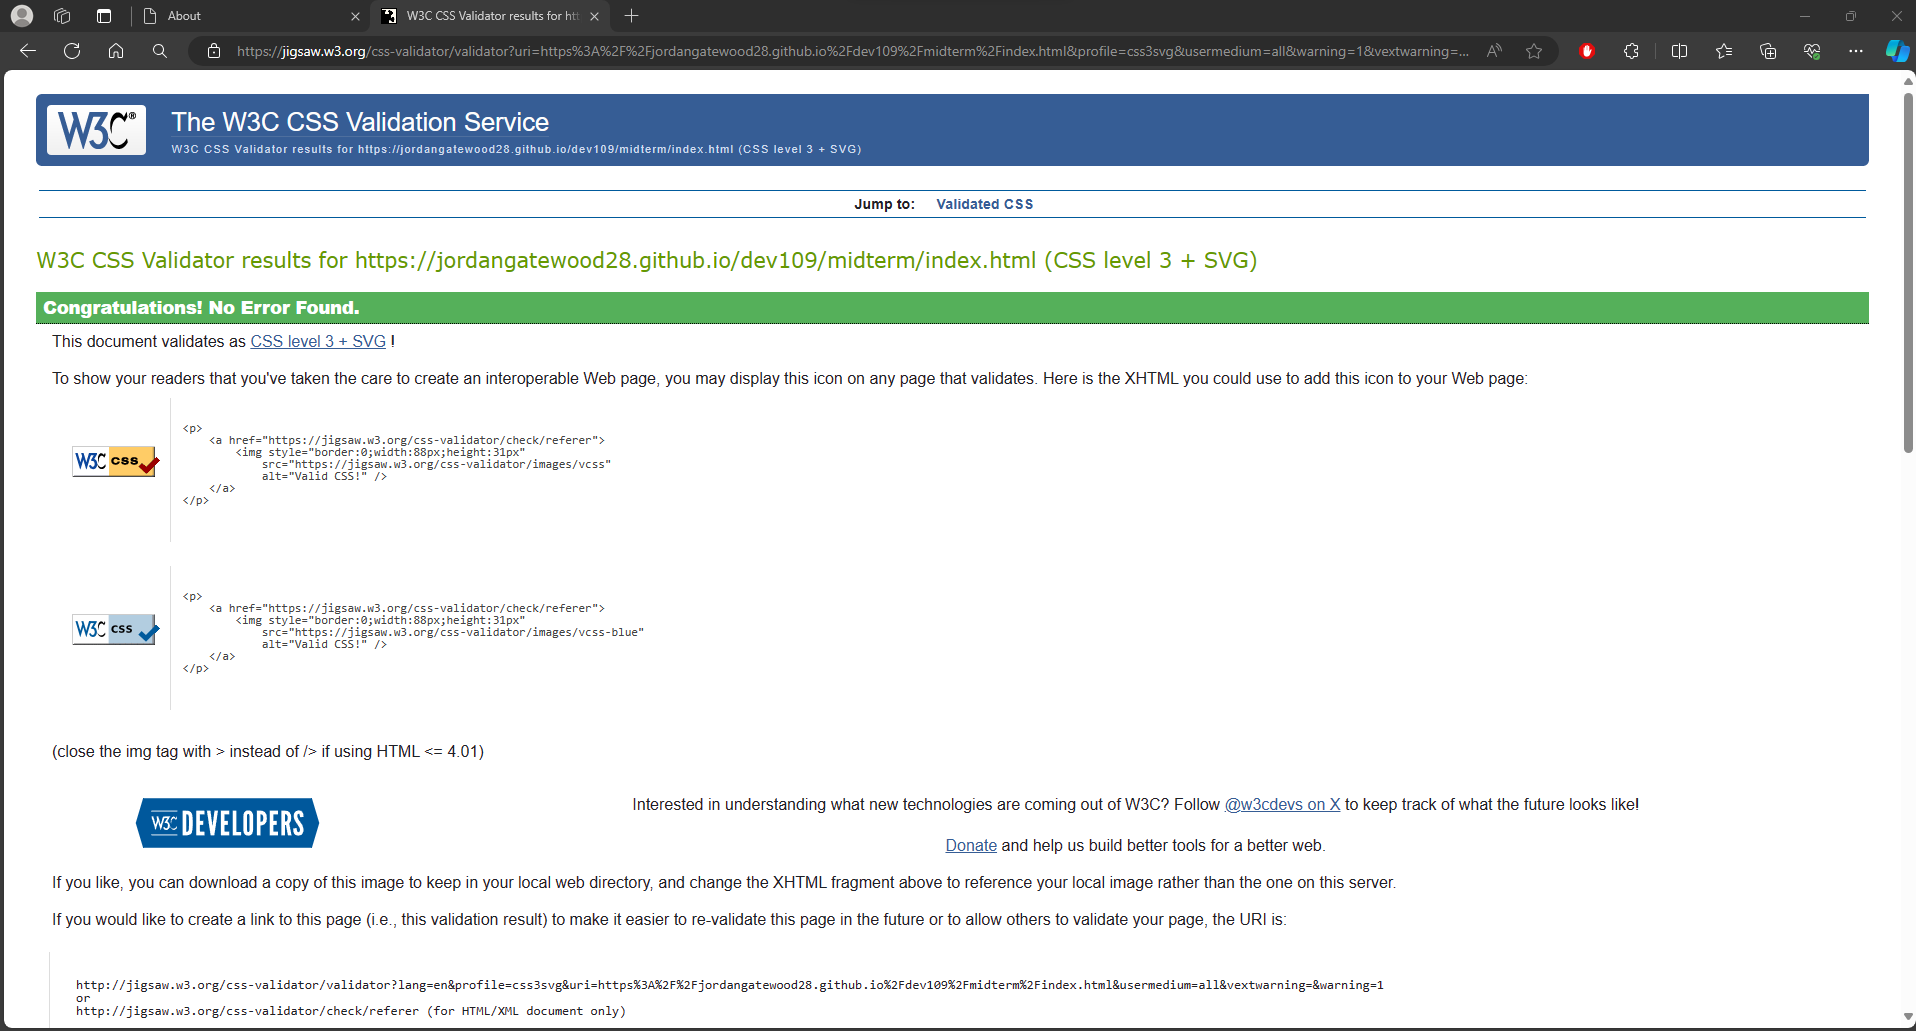 About
W3C CSS Validator results for htt
https://jigsaw.w3.org/css-validator/validator?uri=https%3A%2F%2Fjordangatewood28.github.io%2Fdev109%2Fmidterm%2Findex.html&profile=css3svg&usermedium=all&warning=1&vextwarning=...
W3C®
The W3C CSS Validation Service
W3C CSS Validator results for https://jordangatewood28.github.io/dev109/midterm/index.html (CSS level 3 + SVG)
Jump to: Validated CSS
W3C CSS Validator results for https://jordangatewood28.github.io/dev109/midterm/index.html (CSS level 3 + SVG)
Congratulations! No Error Found.
This document validates as CSS level 3 + SVG !
To show your readers that you've taken the care to create an interoperable Web page, you may display this icon on any page that validates. Here is the XHTML you could use to add this icon to your Web page:
W3C css
<p>
    <a href="https://jigsaw.w3.org/css-validator/check/referer">
        <img style="border:0;width:88px;height:31px"
            src="https://jigsaw.w3.org/css-validator/images/vcss"
            alt="Valid CSS!" />
    </a>
</p>
W3C css
<p>
    <a href="https://jigsaw.w3.org/css-validator/check/referer">
        <img style="border:0;width:88px;height:31px"
            src="https://jigsaw.w3.org/css-validator/images/vcss-blue"
            alt="Valid CSS!" />
    </a>
</p>
(close the img tag with > instead of /> if using HTML <= 4.01)
W3C DEVELOPERS
Interested in understanding what new technologies are coming out of W3C? Follow @w3cdevs on X to keep track of what the future looks like!
Donate and help us build better tools for a better web.
If you like, you can download a copy of this image to keep in your local web directory, and change the XHTML fragment above to reference your local image rather than the one on this server.
If you would like to create a link to this page (i.e., this validation result) to make it easier to re-validate this page in the future or to allow others to validate your page, the URI is:
http://jigsaw.w3.org/css-validator/validator?lang=en&profile=css3svg&uri=https%3A%2F%2Fjordangatewood28.github.io%2Fdev109%2Fmidterm%2Findex.html&usermedium=all&vextwarning=&warning=1
or
http://jigsaw.w3.org/css-validator/check/referer (for HTML/XML document only)